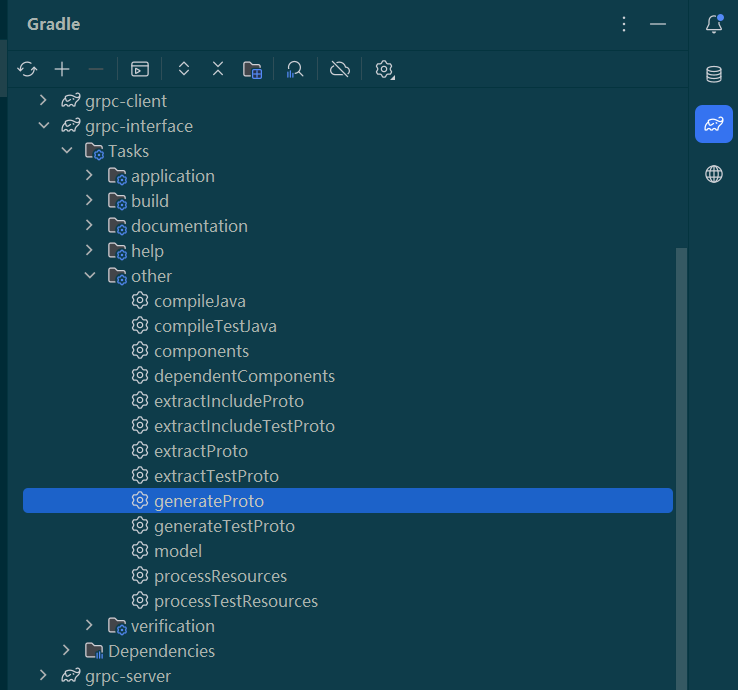 Gradle
grpc-client
grpc-interface
Tasks
application
build
documentation
help
other
compileJava
compileTestJava
components
dependentComponents
extractIncludeProto
extractIncludeTestProto
extractProto
extractTestProto
generateProto
generateTestProto
model
processResources
processTestResources
verification
Dependencies
grpc-server